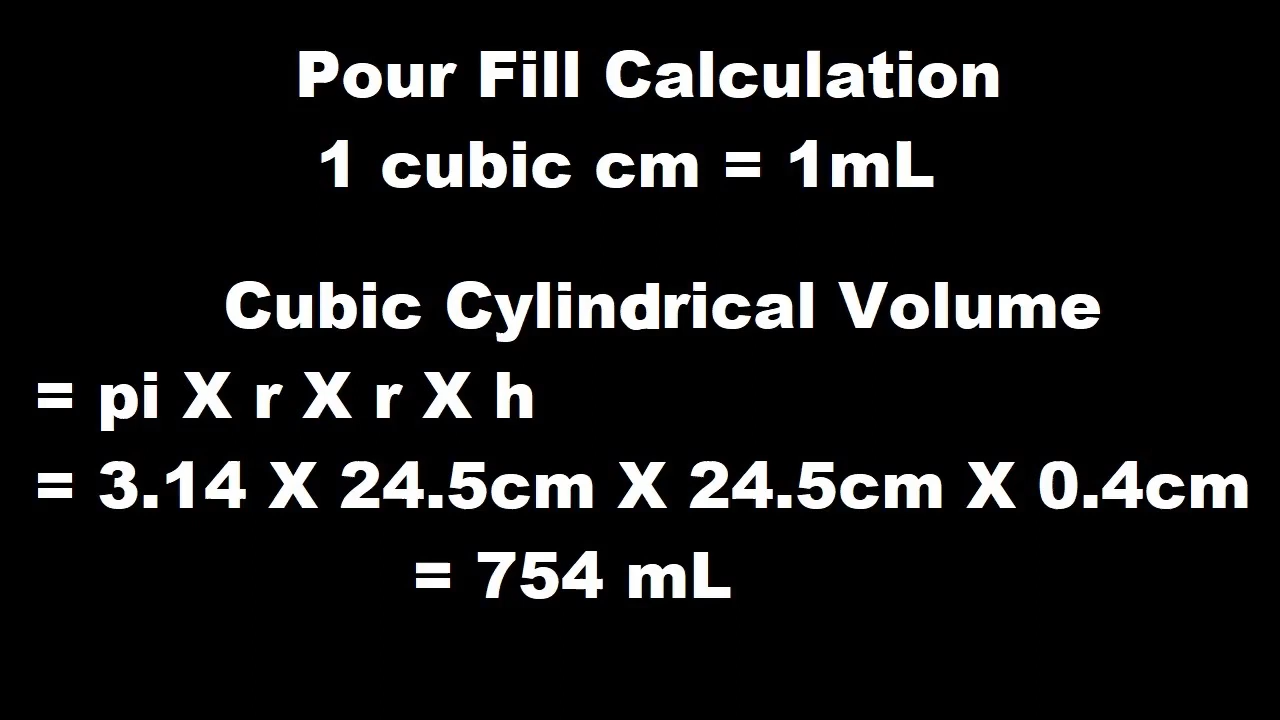 Pour Fill Calculation
1 cubic cm = 1mL
Cubic Cylindrical Volume
= pi X r X r X h
= 3.14 X 24.5cm X 24.5cm X 0.4cm
= 754 mL